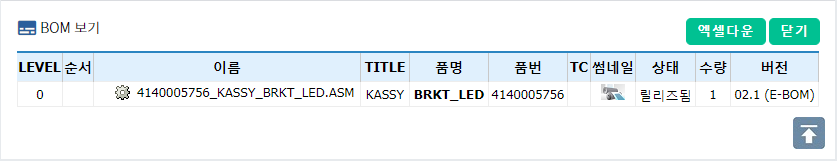 BOM 보기
엑셀다운 닫기
LEVEL 순서 이름 TITLE 품명 품번 TC 썸네일 상태 수량 버전
0 4140005756_KASSY_BRKT_LED.ASM KASSY BRKT_LED 4140005756 릴리즈됨 1 02.1 (E-BOM)